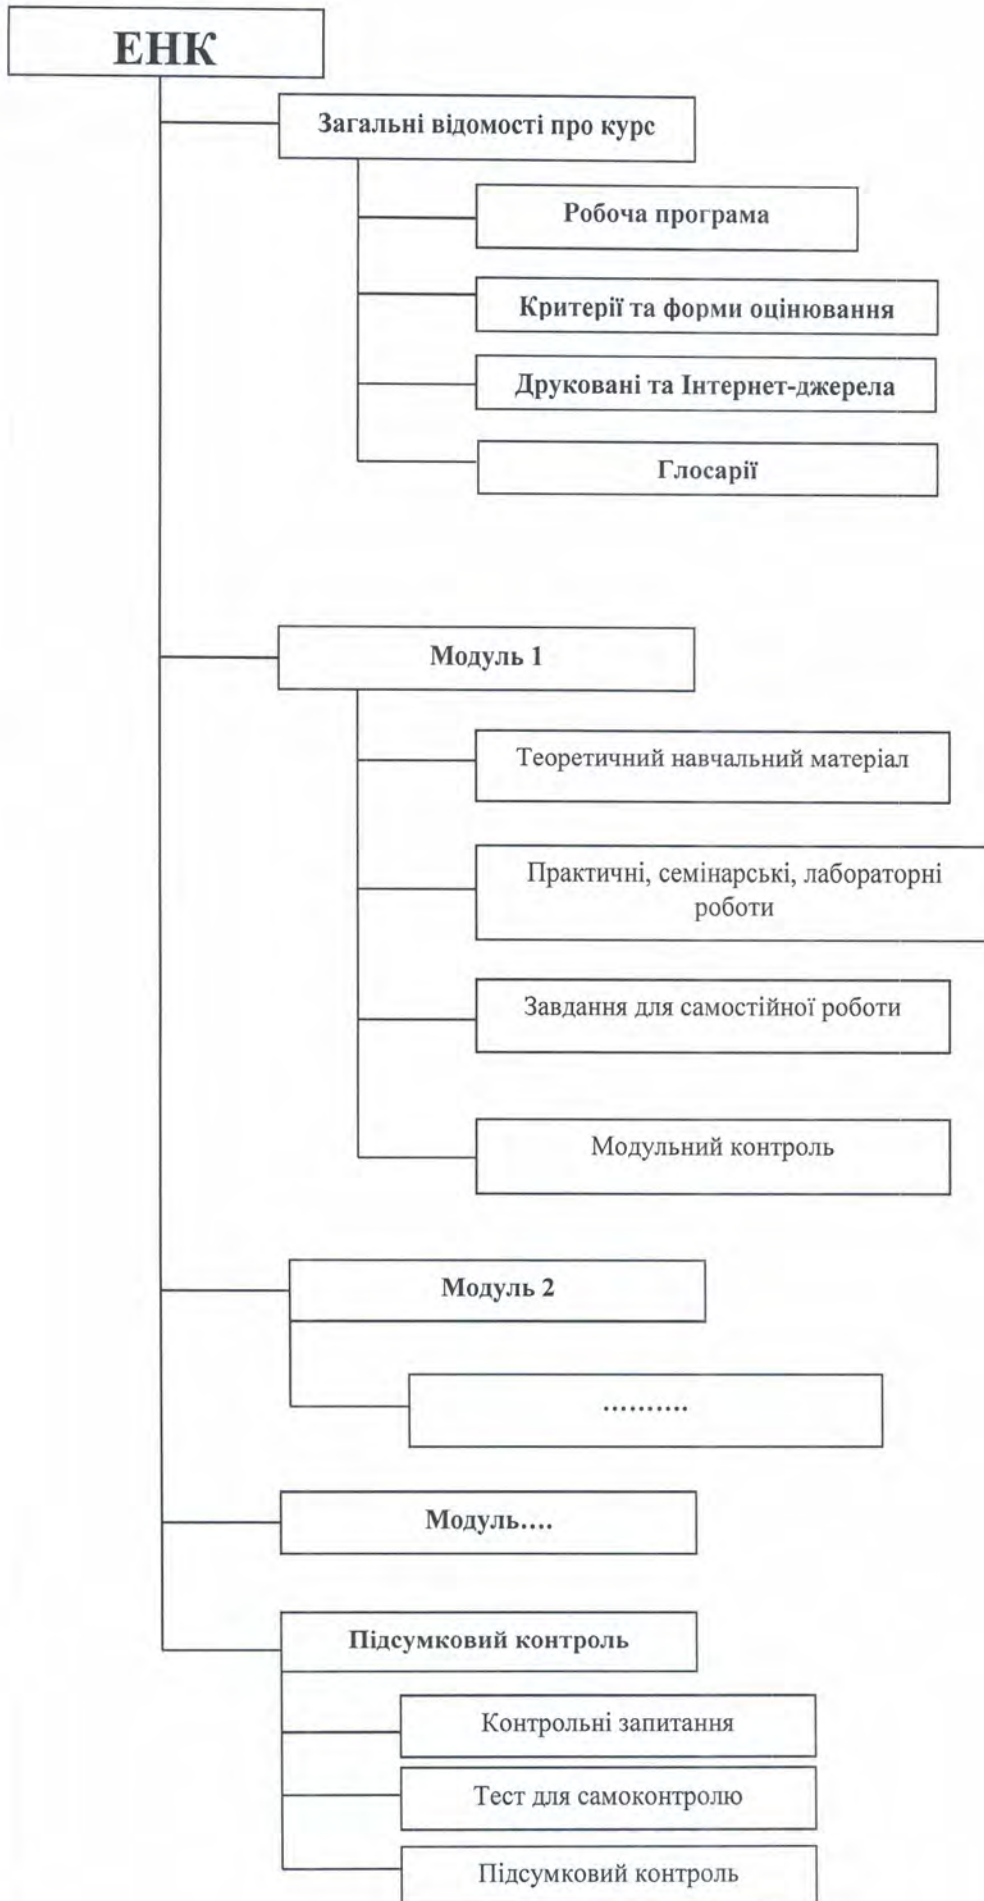 ЕНК
Загальні відомості про курс
Робоча програма
Критерії та форми оцінювання
Друковані та Інтернет-джерела
Глосарії
Модуль 1
Теоретичний навчальний матеріал
Практичні, семінарські, лабораторні
роботи
Завдання для самостійної роботи
Модульний контроль
Модуль 2
..........
Модуль....
Підсумковий контроль
Контрольні запитання
Тест для самоконтролю
Підсумковий контроль